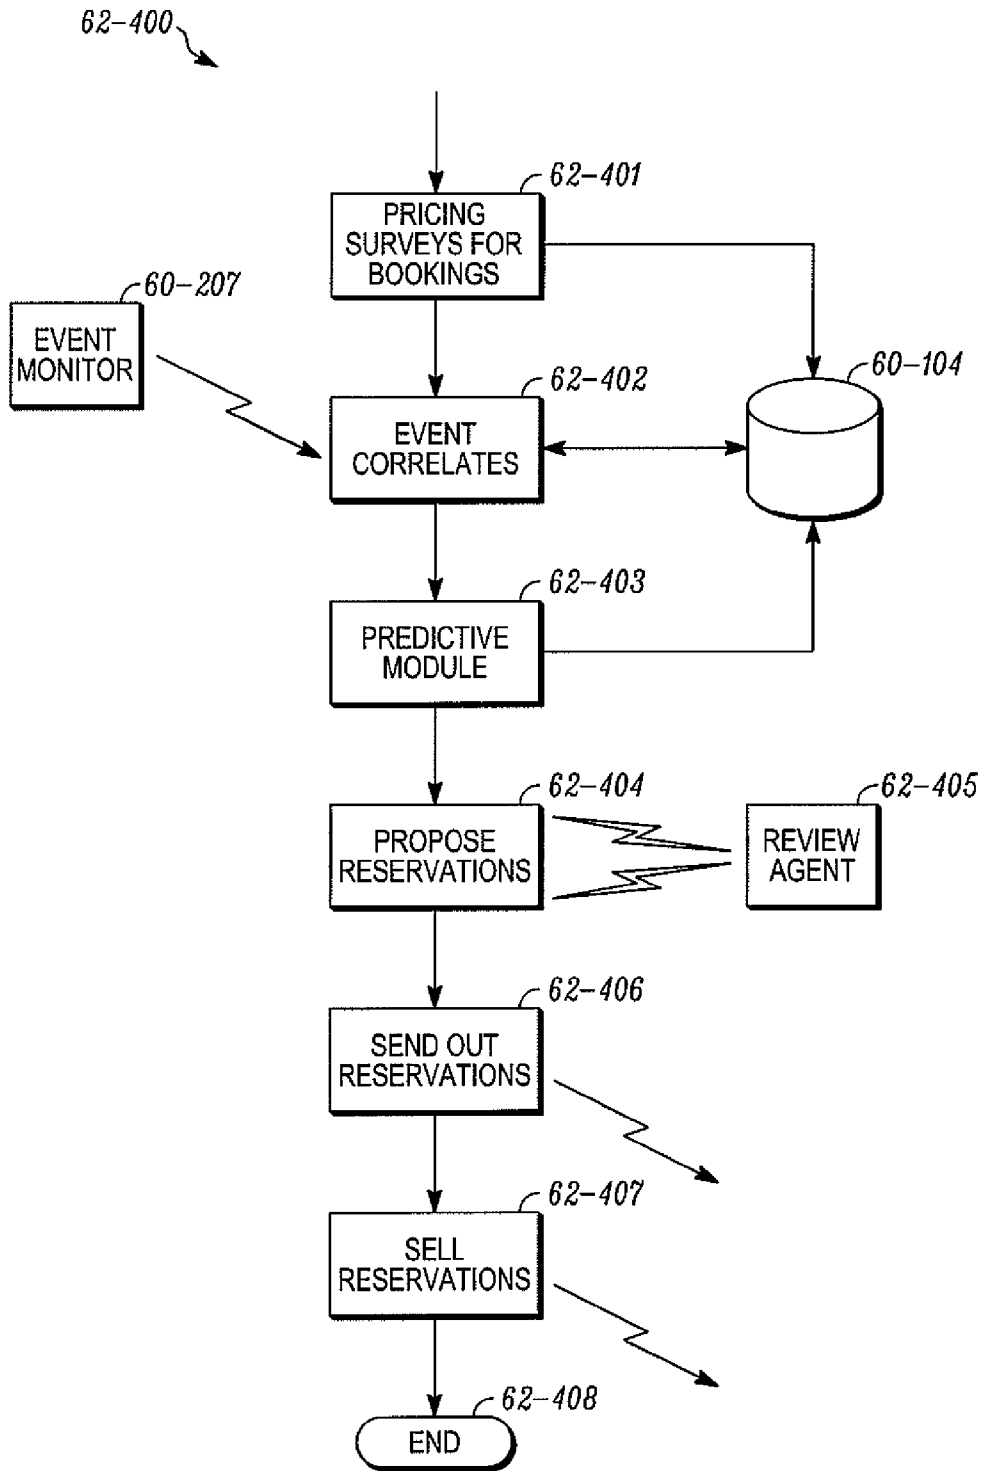 62-400
62-401
PRICING
SURVEYS FOR
BOOKINGS
60-207
EVENT
MONITOR
62-402
EVENT
CORRELATES
60-104
62-403
PREDICTIVE
MODULE
62-404
PROPOSE
RESERVATIONS
62-405
REVIEW
AGENT
62-406
SEND OUT
RESERVATIONS
62-407
SELL
RESERVATIONS
62-408
END